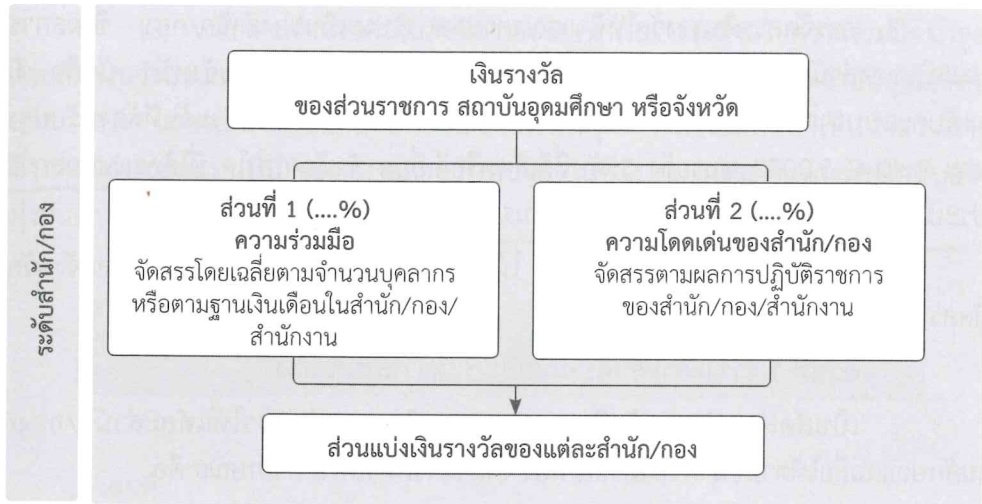 เงินรางวัล
ของส่วนราชการ สถาบันอุดมศึกษา หรือจังหวัด
ระดับสำนัก/กอง
ส่วนที่ 1 (....%)
ความร่วมมือ
จัดสรรโดยเฉลี่ยตามจำนวนบุคลากร
หรือตามฐานเงินเดือนในสำนัก/กอง/
สำนักงาน
ส่วนที่ 2 (....%)
ความโดดเด่นของสำนัก/กอง
จัดสรรตามผลการปฏิบัติราชการ
ของสำนัก/กอง/สำนักงาน
ส่วนแบ่งเงินรางวัลของแต่ละสำนัก/กอง